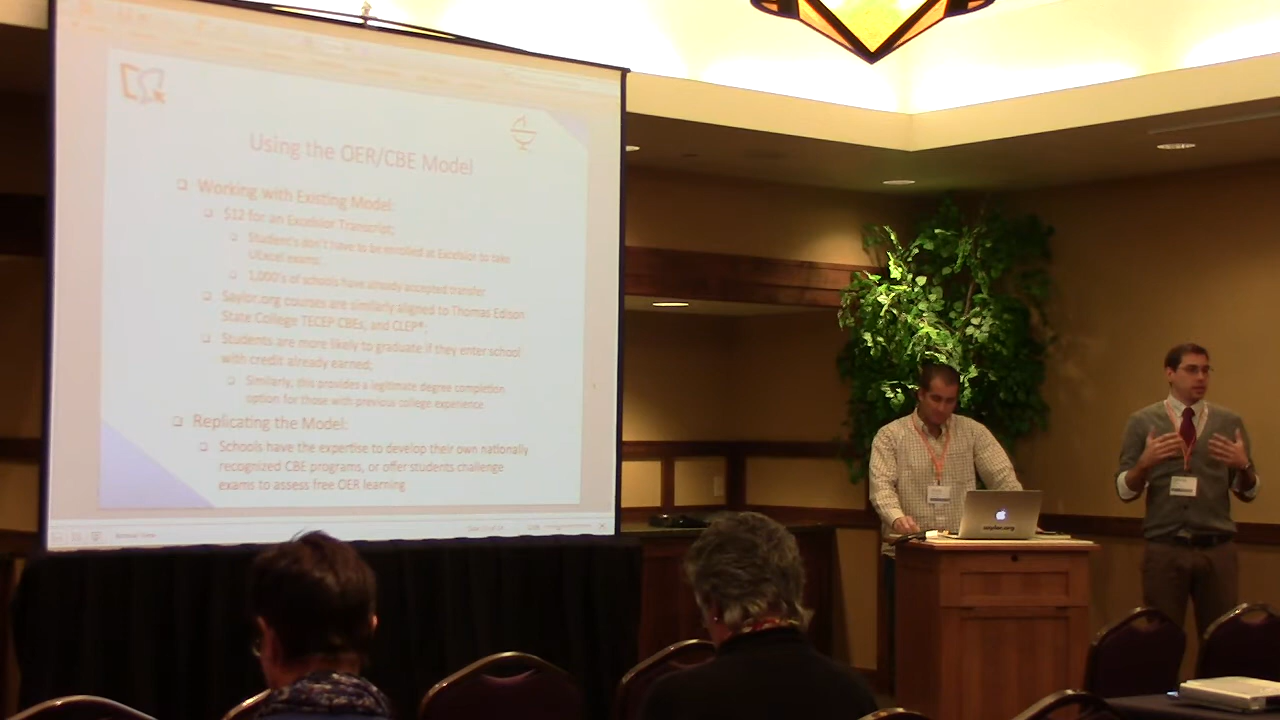 Using the OER/CBE Model
Working with Existing Model:
$12 for an Excelsior Transcript;
Student's don't have to be enrolled at Excelsior to take
UExcel exams
1,000's of schools have already accepted transfer
Saylor.org courses are similarly aligned to Thomas Edison
State College TECEP CBEs; and CLEP®;
Students are more likely to graduate if they enter school
with credit already earned;
Similarly, this provides a legitimate degree completion
option for those with previous college experience
Replicating the Model:
Schools have the expertise to develop their own nationally
recognized CBE programs, or offer students challenge
exams to assess free OER learning
saylor.org